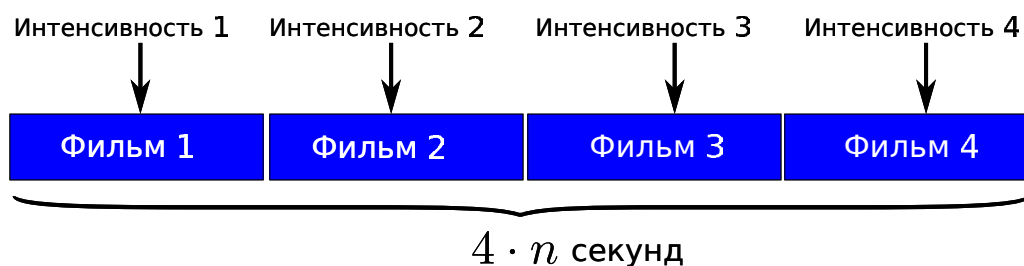 Интенсивность 1 Интенсивность 2 Интенсивность 3 Интенсивность 4
Фильм 1 Фильм 2 Фильм 3 Фильм 4
4 · n секунд